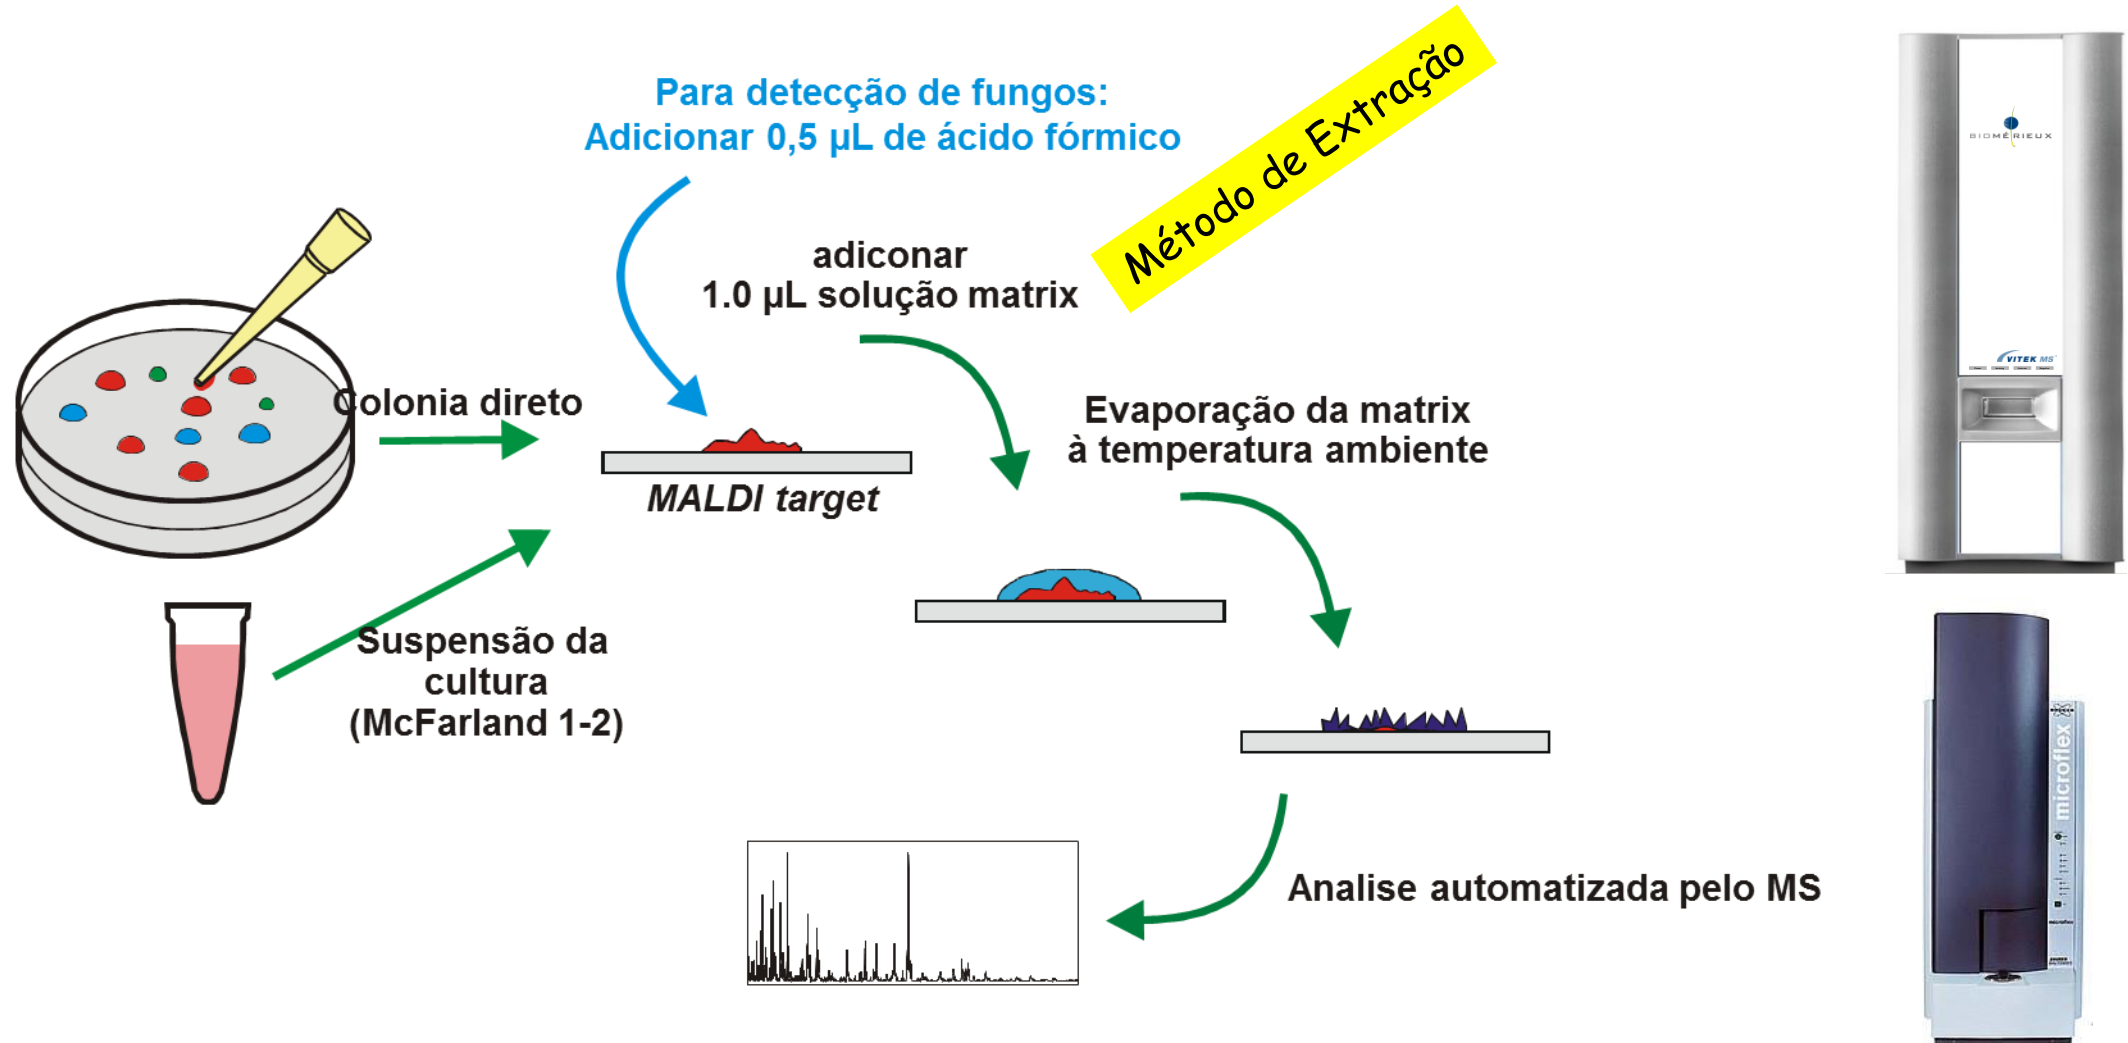 Para detecção de fungos:
Adicionar 0,5 µL de ácido fórmico
Método de Extração
adiconar
1.0 µL solução matrix
Colonia direto
Evaporação da matrix
à temperatura ambiente
MALDI target
Suspensão da
cultura
(McFarland 1-2)
Analise automatizada pelo MS
BIOMÉRIEUX
VITEK MS
microflex
microflex